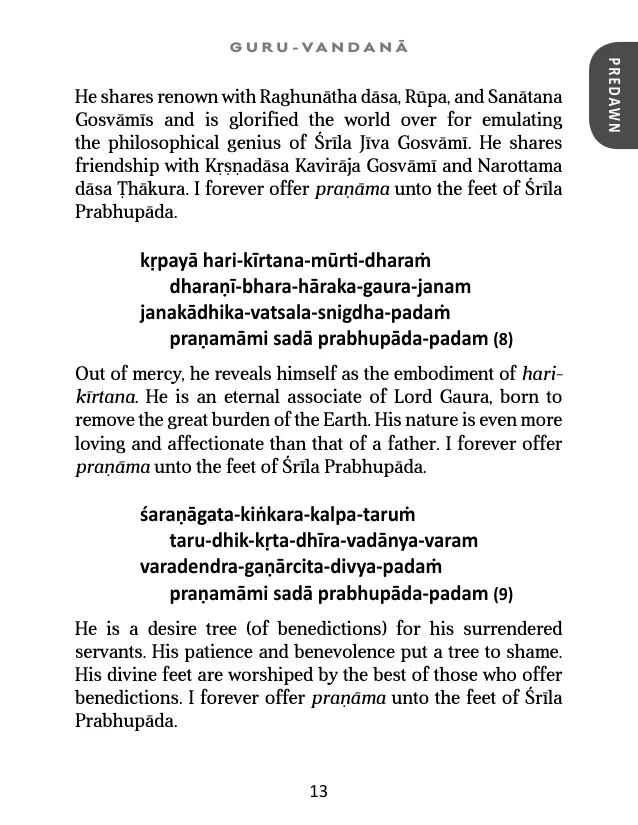 GURU-VANDANĀ
PREDAWN
He shares renown with Raghunātha dāsa, Rūpa, and Sanātana
Gosvāmīs and is glorified the world over for emulating
the philosophical genius of Śrīla Jīva Gosvāmī. He shares
friendship with Kṛṣṇadāsa Kavirāja Gosvāmī and Narottama
dāsa Ṭhākura. I forever offer praṇāma unto the feet of Śrīla
Prabhupāda.
kṛpayā hari-kīrtana-mūrti-dharaṁ
dharaṇī-bhara-hāraka-gaura-janam
janakādhika-vatsala-snigdha-padaṁ
praṇamāmi sadā prabhupāda-padam (8)
Out of mercy, he reveals himself as the embodiment of hari-
kīrtana. He is an eternal associate of Lord Gaura, born to
remove the great burden of the Earth. His nature is even more
loving and affectionate than that of a father. I forever offer
praṇāma unto the feet of Śrīla Prabhupāda.
śaraṇāgata-kiṅkara-kalpa-taruṁ
taru-dhik-kṛta-dhīra-vadānya-varam
varadendra-gaṇārcita-divya-padaṁ
praṇamāmi sadā prabhupāda-padam (9)
He is a desire tree (of benedictions) for his surrendered
servants. His patience and benevolence put a tree to shame.
His divine feet are worshiped by the best of those who offer
benedictions. I forever offer praṇāma unto the feet of Śrīla
Prabhupāda.
13